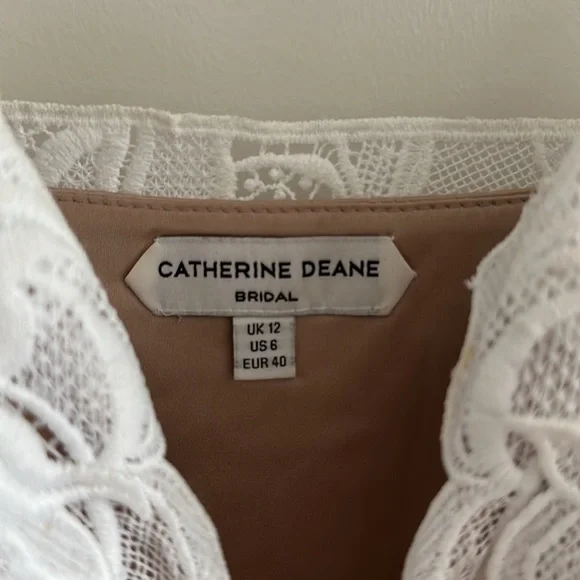 CATHERINE DEANE
BRIDAL
UK 12
US 6
EUR 40